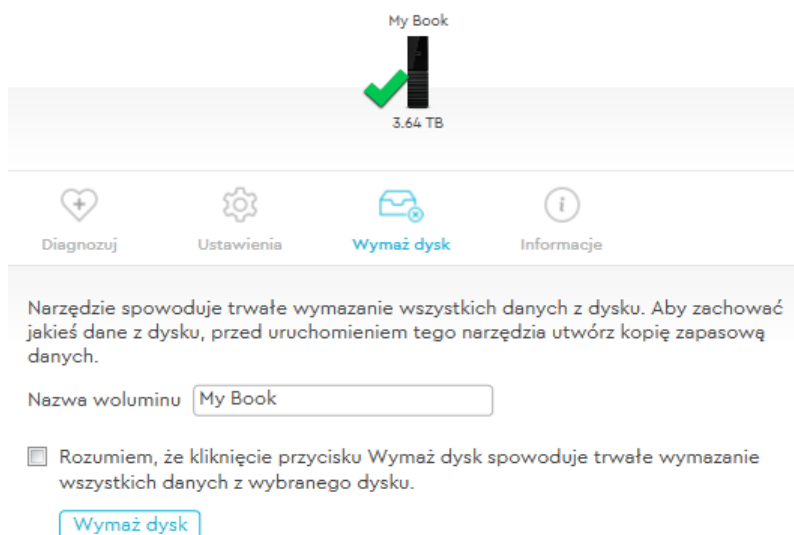 My Book
3.64 TB
Diagnozuj Ustawienia Wymaż dysk Informacje
Narzędzie spowoduje trwałe wymazanie wszystkich danych z dysku. Aby zachować
jakieś dane z dysku, przed uruchomieniem tego narzędzia utwórz kopię zapasową
danych.
Nazwa woluminu My Book
Rozumiem, że kliknięcie przycisku Wymaż dysk spowoduje trwałe wymazanie
wszystkich danych z wybranego dysku.
Wymaż dysk